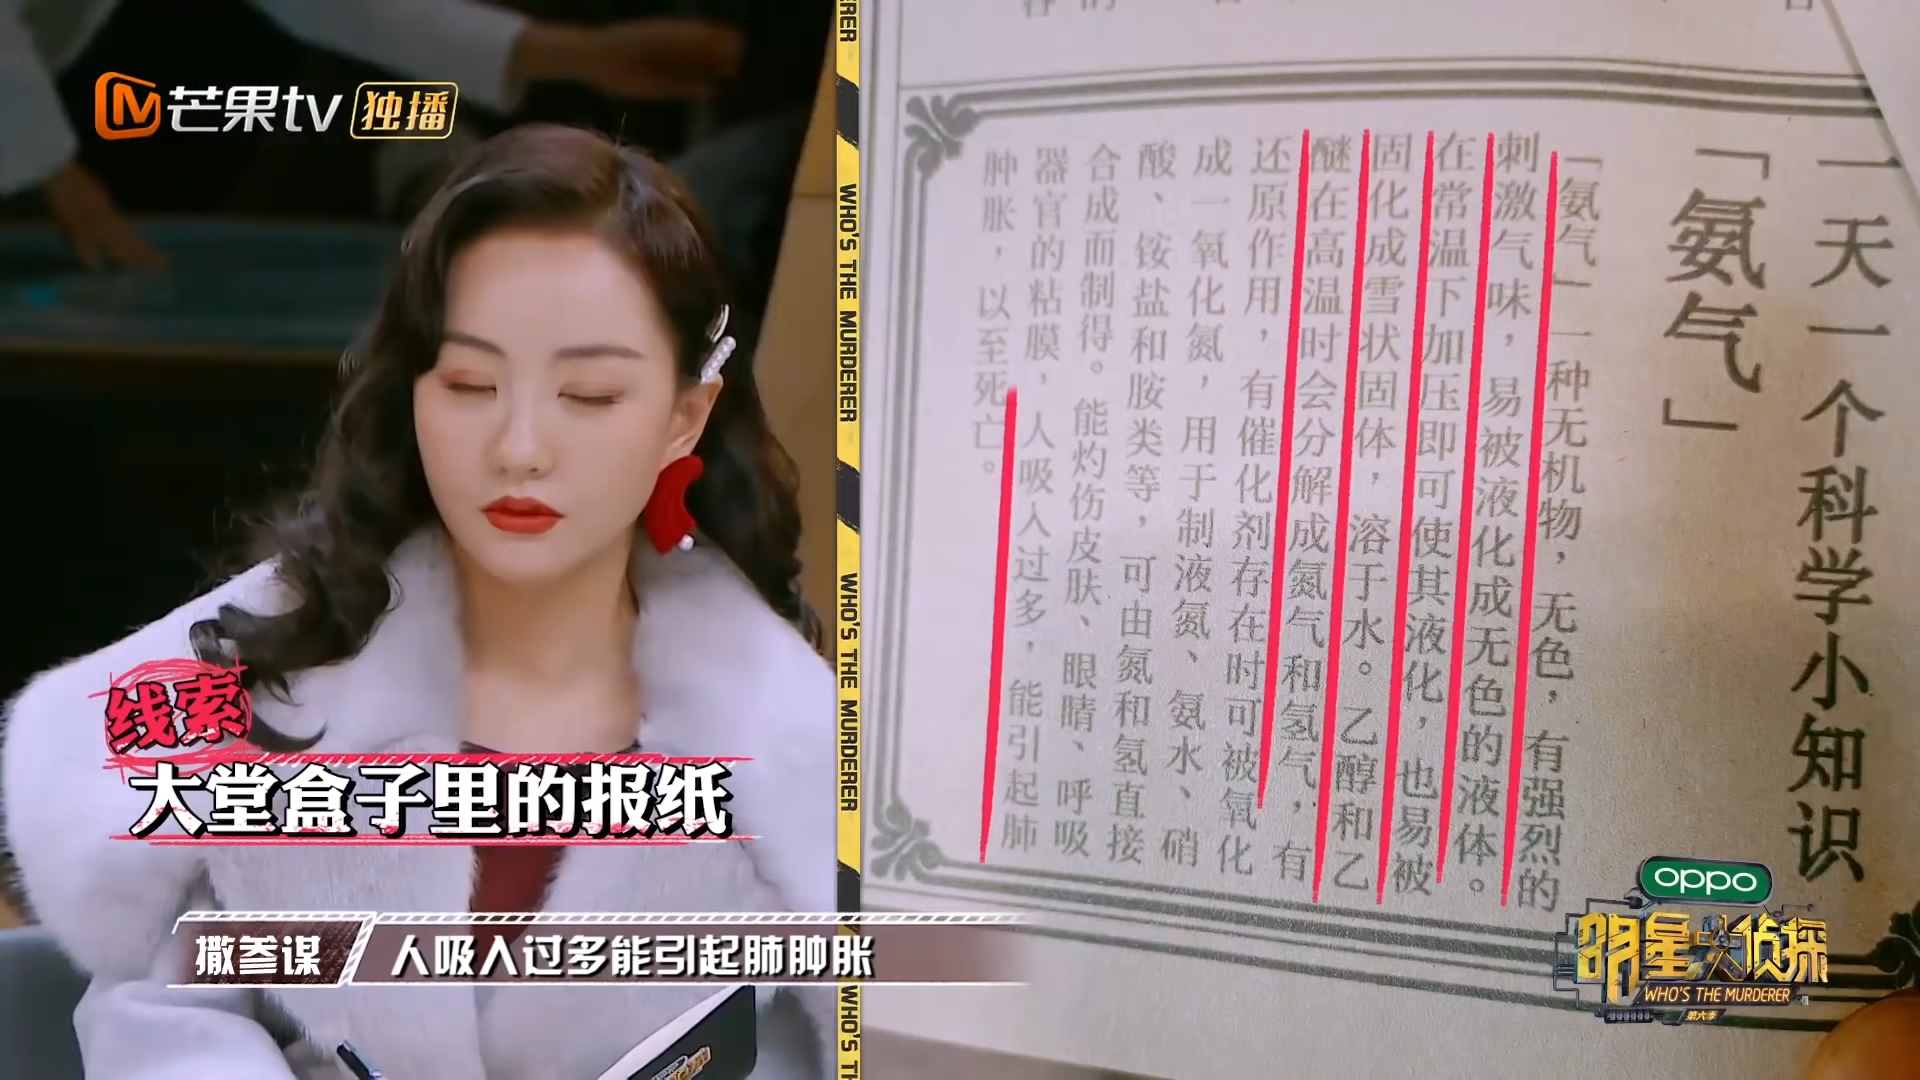 芒果tv 独播
线索
大堂盒子里的报纸
撒参谋 人吸入过多能引起肺肿胀
WHO'S THE MURDERER
WHO'S THE MURDERER
WHO'S
一天一个科学小知识
「氨气」
「氨气」一种无机物，无色，有强烈的
刺激气味，易被液化成无色的液体。
在常温下加压即可使其液化，也易被
固化成雪状固体，溶于水。乙醇和乙
醚在高温时会分解成氮气和氢气，有
还原作用，有催化剂存在时可被氧化
成一氧化氮，用于制液氮、氨水、硝
酸、铵盐和胺类等，可由氮和氢直接
合成而制得。能灼伤皮肤、眼睛、呼吸
器官的粘膜，人吸入过多，能引起肺
肿胀，以至死亡。
oppo
明星大侦探
WHO'S THE MURDERER
第六季